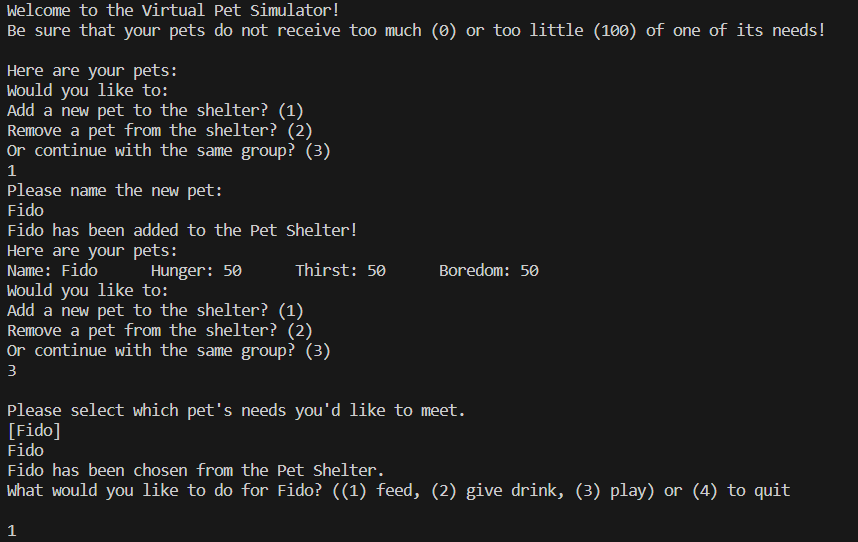 Welcome to the Virtual Pet Simulator!
Be sure that your pets do not receive too much (0) or too little (100) of one of its needs!
Here are your pets:
Would you like to:
Add a new pet to the shelter? (1)
Remove a pet from the shelter? (2)
Or continue with the same group? (3)
1
Please name the new pet:
Fido
Fido has been added to the Pet Shelter!
Here are your pets:
Name: Fido      Hunger: 50      Thirst: 50      Boredom: 50
Would you like to:
Add a new pet to the shelter? (1)
Remove a pet from the shelter? (2)
Or continue with the same group? (3)
3
Please select which pet's needs you'd like to meet.
[Fido]
Fido
Fido has been chosen from the Pet Shelter.
What would you like to do for Fido? ((1) feed, (2) give drink, (3) play) or (4) to quit
1